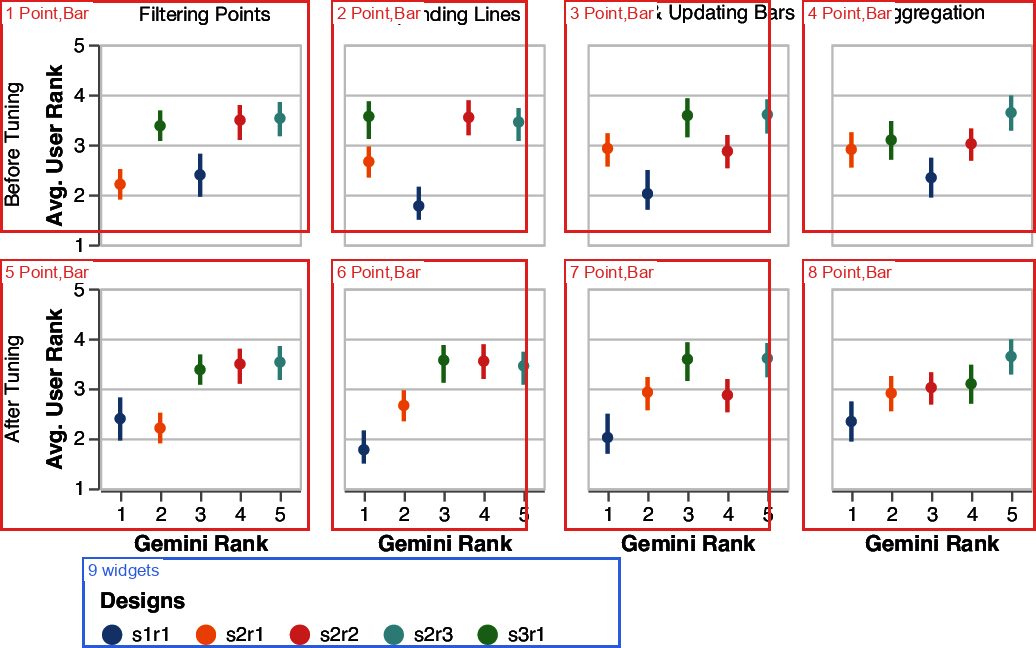 1 Point,Bar
Filtering Points
2 Point,Bar
nding Lines
3 Point,Bar
& Updating Bars
4 Point,Bar
ggregation
Before Tuning
Avg. User Rank
5
4
3
2
1
5 Point,Bar
6 Point,Bar
7 Point,Bar
8 Point,Bar
After Tuning
Avg. User Rank
5
4
3
2
1
1 2 3 4 5
1 2 3 4 5
1 2 3 4 5
1 2 3 4 5
Gemini Rank
Gemini Rank
Gemini Rank
Gemini Rank
9 widgets
Designs
s1r1 s2r1 s2r2 s2r3 s3r1